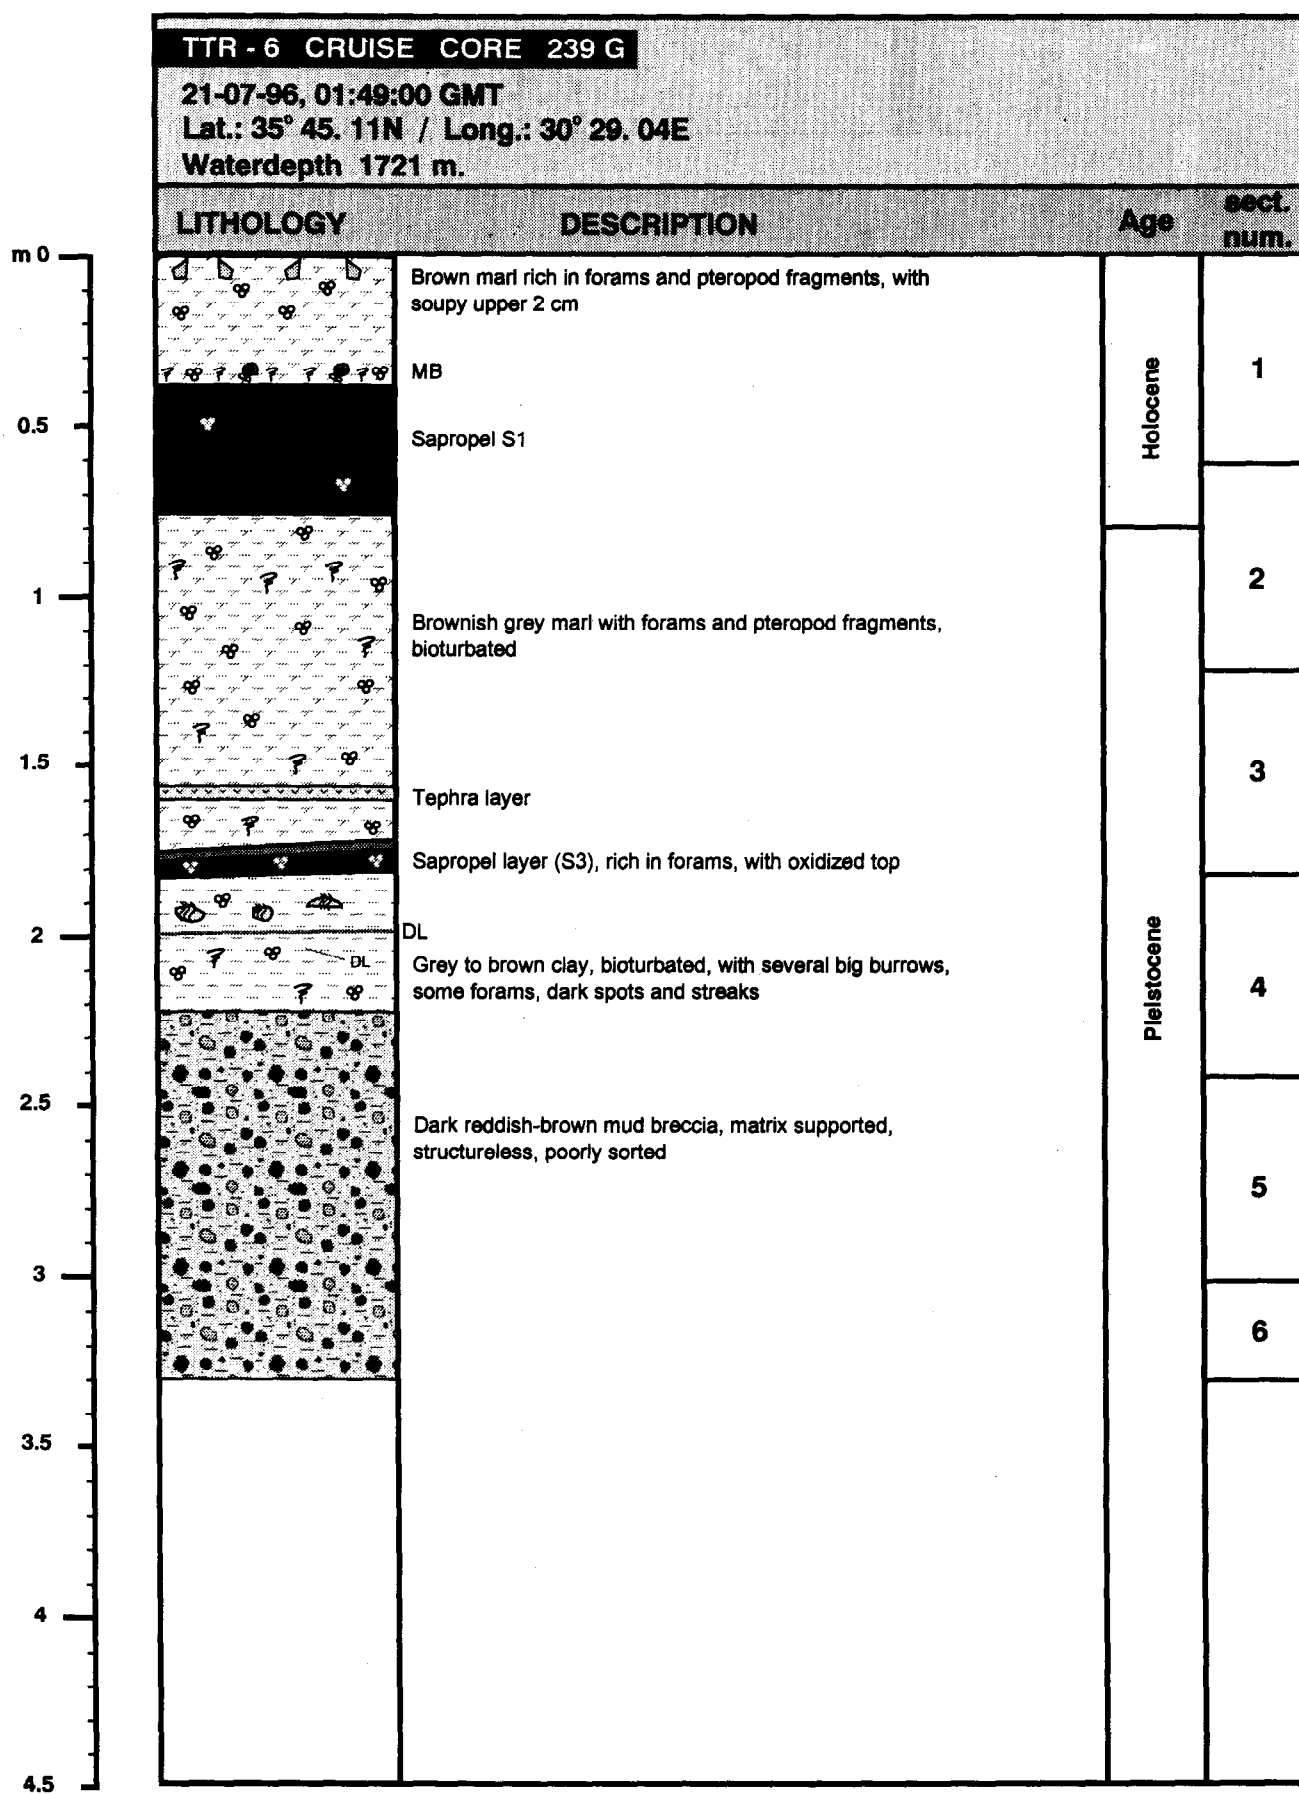 TTR - 6 CRUISE CORE 239 G
21-07-96, 01:49:00 GMT
Lat.: 35° 45. 11N / Long.: 30° 29. 04E
Waterdepth 1721 m.
LITHOLOGY DESCRIPTION Age sect. num.
m 0
Brown marl rich in forams and pteropod fragments, with
soupy upper 2 cm
MB
1
Holocene
0.5
Sapropel S1
2
1
Brownish grey marl with forams and pteropod fragments,
bioturbated
1.5
3
Tephra layer
Sapropel layer (S3), rich in forams, with oxidized top
2
DL
DL
Grey to brown clay, bioturbated, with several big burrows,
some forams, dark spots and streaks
4
Pleistocene
2.5
Dark reddish-brown mud breccia, matrix supported,
structureless, poorly sorted
5
3
6
3.5
4
4.5